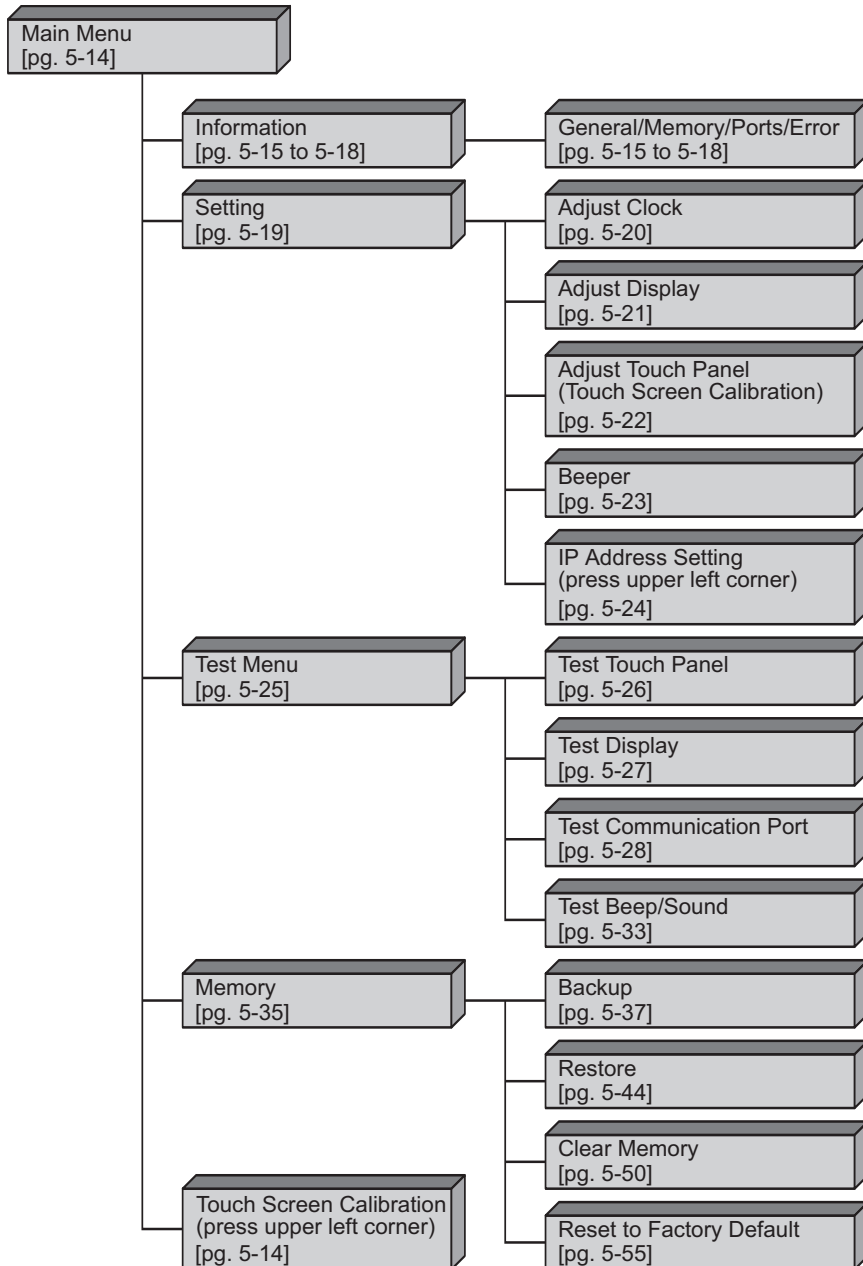 Main Menu
[pg. 5-14]
Information
[pg. 5-15 to 5-18]
General/Memory/Ports/Error
[pg. 5-15 to 5-18]
Setting
[pg. 5-19]
Adjust Clock
[pg. 5-20]
Adjust Display
[pg. 5-21]
Adjust Touch Panel
(Touch Screen Calibration)
[pg. 5-22]
Beeper
[pg. 5-23]
IP Address Setting
(press upper left corner)
[pg. 5-24]
Test Menu
[pg. 5-25]
Test Touch Panel
[pg. 5-26]
Test Display
[pg. 5-27]
Test Communication Port
[pg. 5-28]
Test Beep/Sound
[pg. 5-33]
Memory
[pg. 5-35]
Backup
[pg. 5-37]
Restore
[pg. 5-44]
Clear Memory
[pg. 5-50]
Reset to Factory Default
[pg. 5-55]
Touch Screen Calibration
(press upper left corner)
[pg. 5-14]